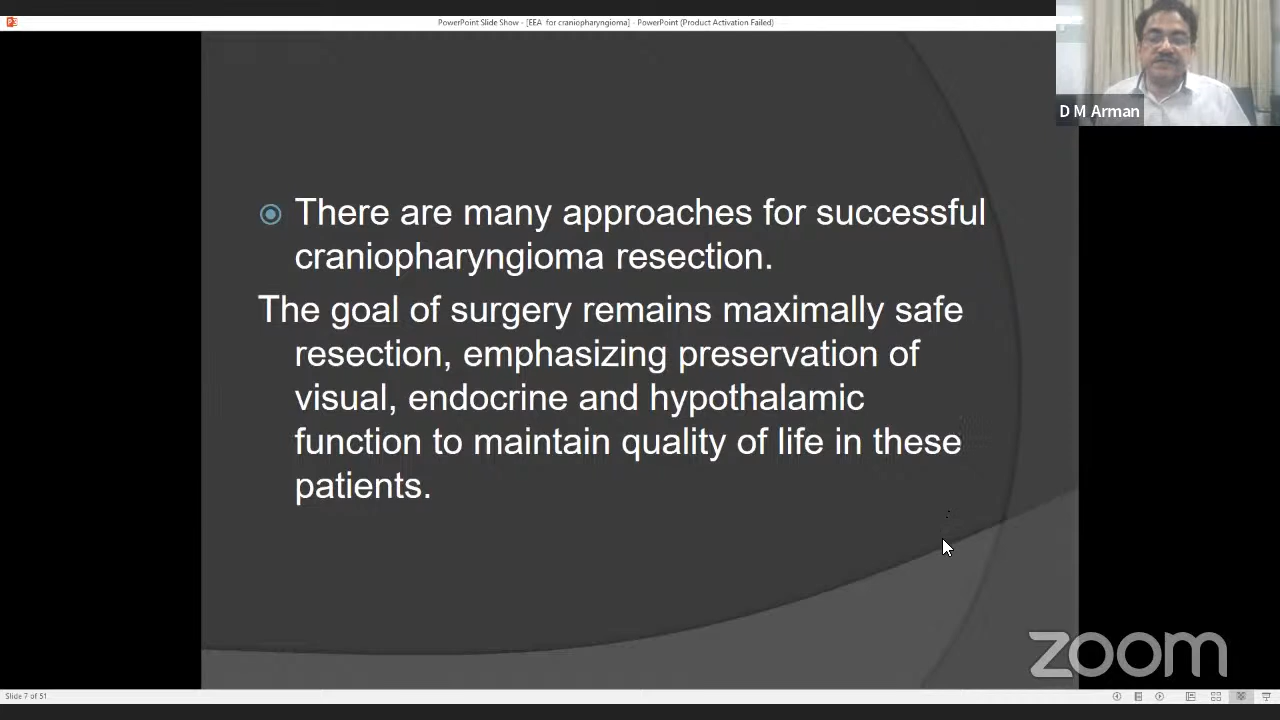 PowerPoint Slide Show - [EEA for craniopharyngioma] - PowerPoint (Product Activation Failed)
D M Arman
There are many approaches for successful
craniopharyngioma resection.
The goal of surgery remains maximally safe
resection, emphasizing preservation of
visual, endocrine and hypothalamic
function to maintain quality of life in these
patients.
zoom
Slide 7 of 51